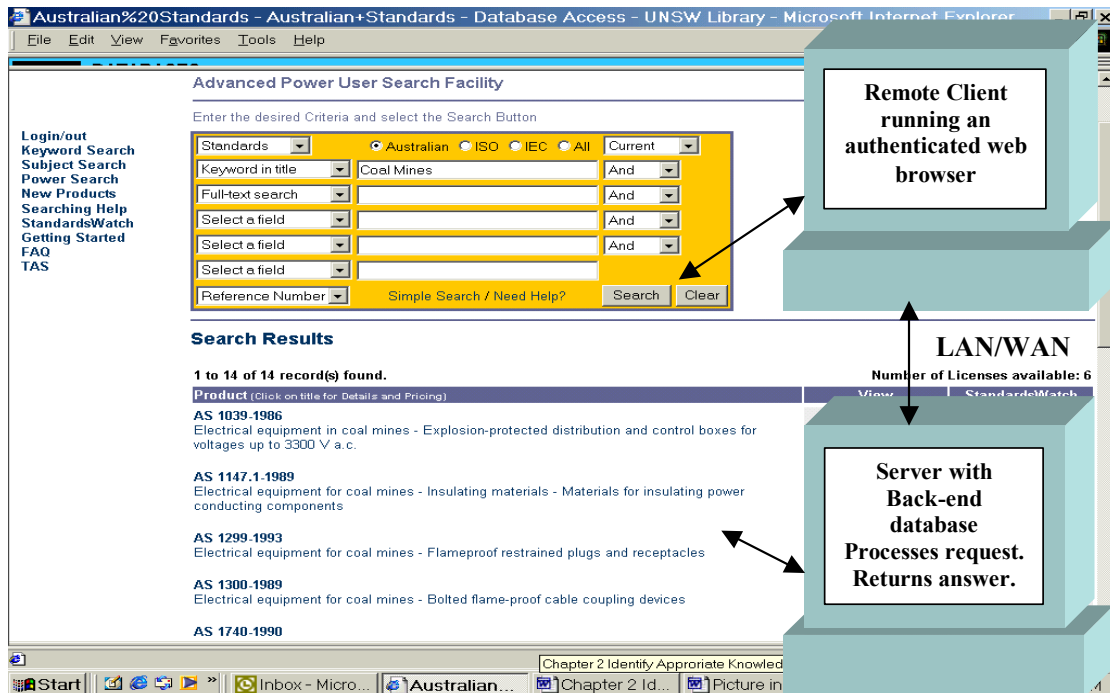 Australian%20Standards - Australian+Standards - Database Access - UNSW Library - Microsoft Internet Explorer
File Edit View Favorites Tools Help
Advanced Power User Search Facility
Enter the desired Criteria and select the Search Button
Login/out
Keyword Search
Subject Search
Power Search
New Products
Searching Help
StandardsWatch
Getting Started
FAQ
TAS
Standards Australian ISO IEC All Current
Keyword in title Coal Mines And
Full-text search And
Select a field And
Select a field And
Select a field
Reference Number Simple Search / Need Help? Search Clear
Remote Client
running an
authenticated web
browser
LAN/WAN
Search Results
1 to 14 of 14 record(s) found. Number of Licenses available: 6
Product (Click on title for Details and Pricing) View StandardsWatch
AS 1039-1986
Electrical equipment in coal mines - Explosion-protected distribution and control boxes for
voltages up to 3300 V a.c.
AS 1147.1-1989
Electrical equipment for coal mines - Insulating materials - Materials for insulating power
conducting components
AS 1299-1993
Electrical equipment for coal mines - Flameproof restrained plugs and receptacles
AS 1300-1989
Electrical equipment for coal mines - Bolted flame-proof cable coupling devices
AS 1740-1990
Server with
Back-end
database
Processes request.
Returns answer.
Chapter 2 Identify Approriate Knowled
Start » Inbox - Micro... Australian... Chapter 2 Id... Picture in